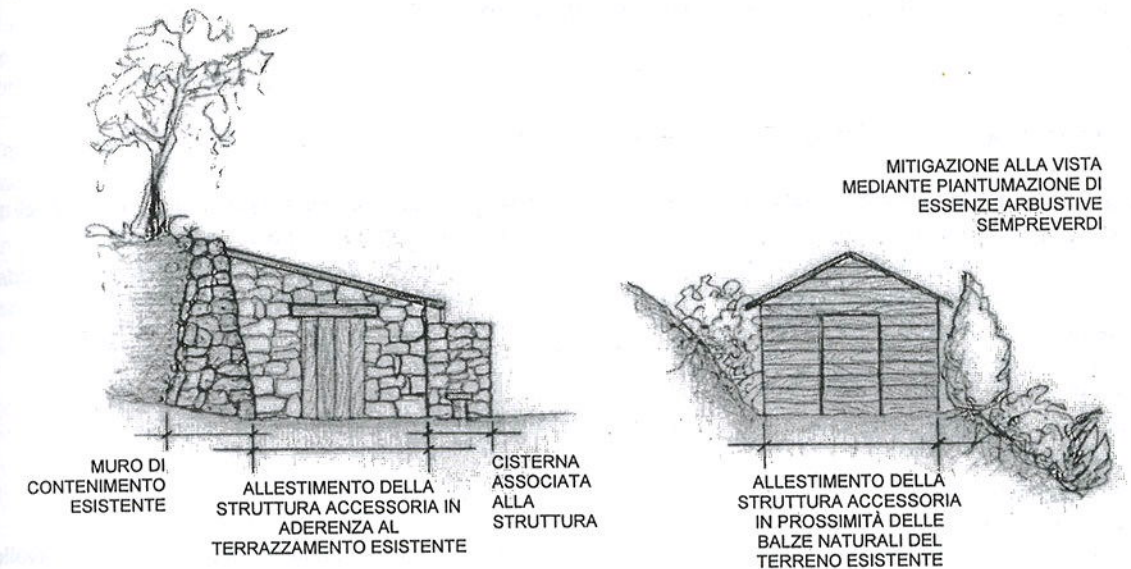 MITIGAZIONE ALLA VISTA
MEDIANTE PIANTUMAZIONE DI
ESSENZE ARBUSTIVE
SEMPREVERDI
MURO DI
CONTENIMENTO
ESISTENTE
ALLESTIMENTO DELLA
STRUTTURA ACCESSORIA IN
ADERENZA AL
TERRAZZAMENTO ESISTENTE
CISTERNA
ASSOCIATA
ALLA
STRUTTURA
ALLESTIMENTO DELLA
STRUTTURA ACCESSORIA
IN PROSSIMITÀ DELLE
BALZE NATURALI DEL
TERRENO ESISTENTE